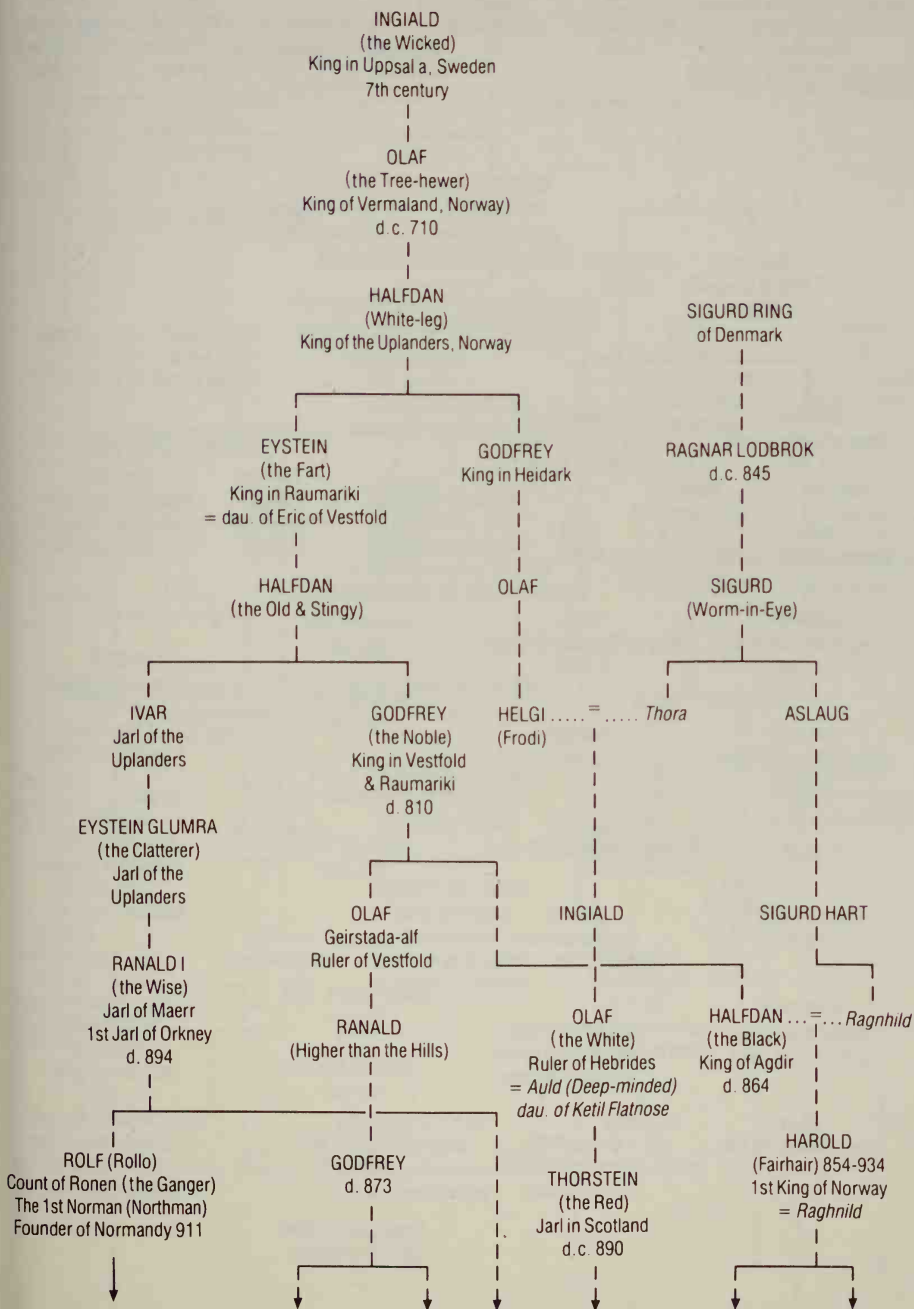 INGIALD
(the Wicked)
King in Uppsal a, Sweden
7th century
OLAF
(the Tree-hewer)
King of Vermaland, Norway)
d.c. 710
HALFDAN
(White-leg)
King of the Uplanders, Norway
SIGURD RING
of Denmark
EYSTEIN
(the Fart)
King in Raumariki
= dau. of Eric of Vestfold
GODFREY
King in Heidark
RAGNAR LODBROK
d.c. 845
HALFDAN
(the Old & Stingy)
OLAF
SIGURD
(Worm-in-Eye)
IVAR
Jarl of the
Uplanders
GODFREY
(the Noble)
King in Vestfold
& Raumariki
d. 810
HELGI ..... = ..... Thora
(Frodi)
ASLAUG
EYSTEIN GLUMRA
(the Clatterer)
Jarl of the
Uplanders
OLAF
Geirstada-alf
Ruler of Vestfold
INGIALD
SIGURD HART
RANALD I
(the Wise)
Jarl of Maerr
1st Jarl of Orkney
d. 894
RANALD
(Higher than the Hills)
OLAF
(the White)
Ruler of Hebrides
= Auld (Deep-minded)
dau. of Ketil Flatnose
HALFDAN ... = ... Ragnhild
(the Black)
King of Agdir
d. 864
ROLF (Rollo)
Count of Ronen (the Ganger)
The 1st Norman (Northman)
Founder of Normandy 911
GODFREY
d. 873
THORSTEIN
(the Red)
Jarl in Scotland
d.c. 890
HAROLD
(Fairhair) 854-934
1st King of Norway
= Raghnild